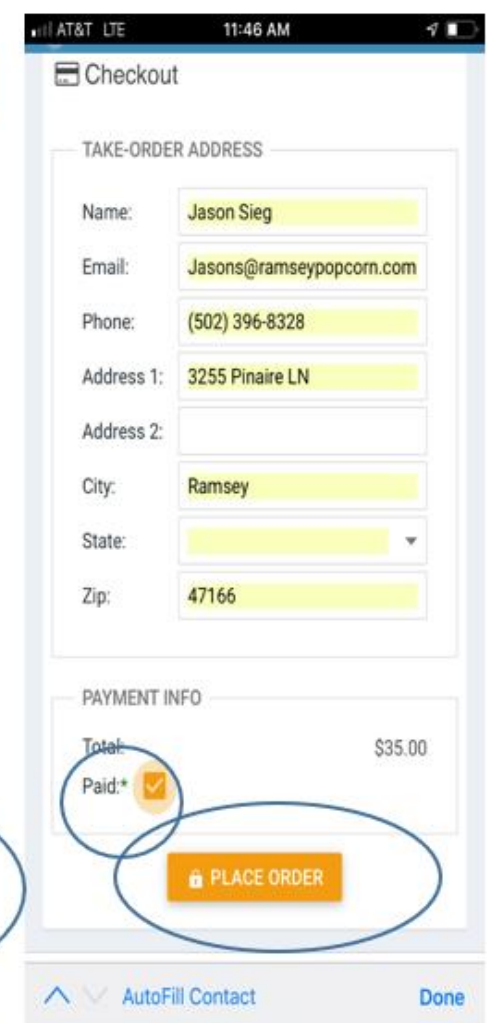 AT&T LTE 11:46 AM
Checkout
TAKE-ORDER ADDRESS
Name: Jason Sieg
Email: Jasons@ramseypopcorn.com
Phone: (502) 396-8328
Address 1: 3255 Pinaire LN
Address 2:
City: Ramsey
State:
Zip: 47166
PAYMENT INFO
Total: $35.00
Paid:*
PLACE ORDER
AutoFill Contact Done